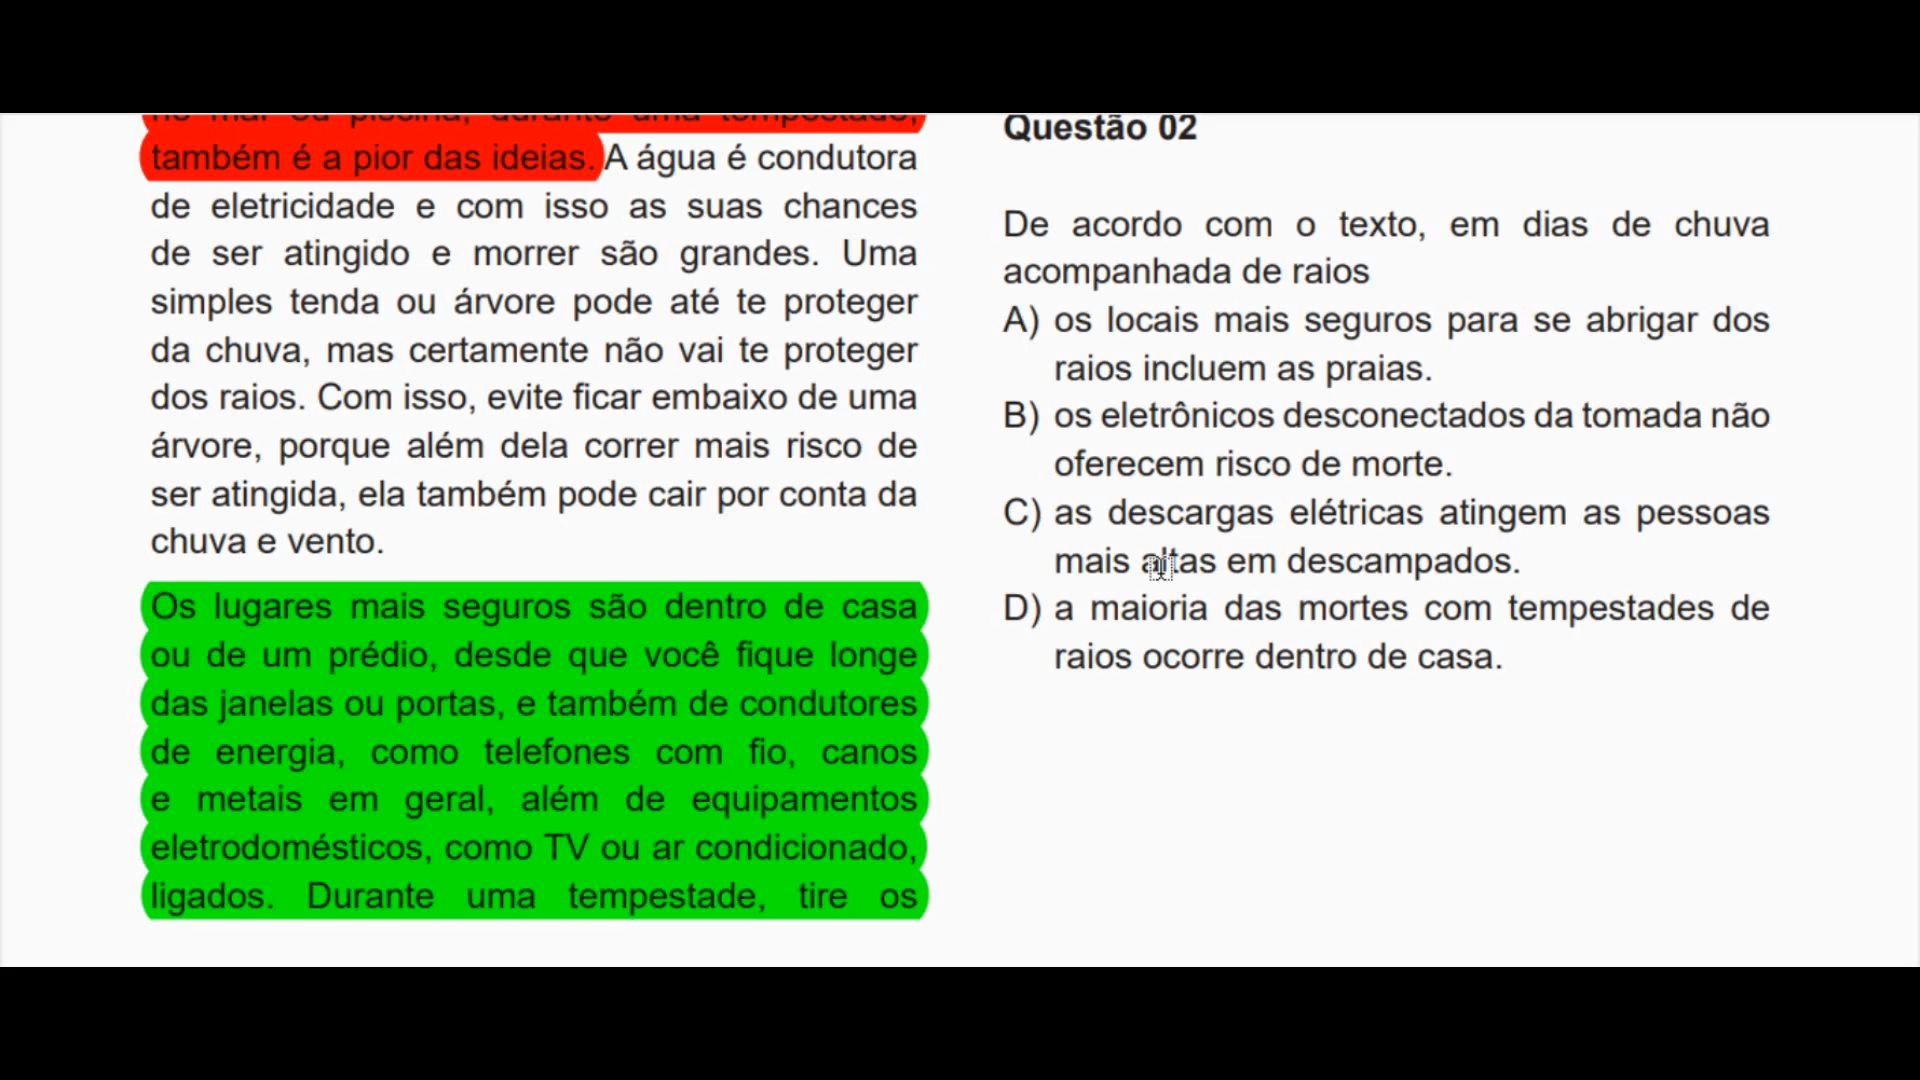 no mar ou piscina, durante uma tempestade,
também é a pior das ideias. A água é condutora
de eletricidade e com isso as suas chances
de ser atingido e morrer são grandes. Uma
simples tenda ou árvore pode até te proteger
da chuva, mas certamente não vai te proteger
dos raios. Com isso, evite ficar embaixo de uma
árvore, porque além dela correr mais risco de
ser atingida, ela também pode cair por conta da
chuva e vento.
Os lugares mais seguros são dentro de casa
ou de um prédio, desde que você fique longe
das janelas ou portas, e também de condutores
de energia, como telefones com fio, canos
e metais em geral, além de equipamentos
eletrodomésticos, como TV ou ar condicionado,
ligados. Durante uma tempestade, tire os
Questão 02
De acordo com o texto, em dias de chuva
acompanhada de raios
A) os locais mais seguros para se abrigar dos
raios incluem as praias.
B) os eletrônicos desconectados da tomada não
oferecem risco de morte.
C) as descargas elétricas atingem as pessoas
mais altas em descampados.
D) a maioria das mortes com tempestades de
raios ocorre dentro de casa.